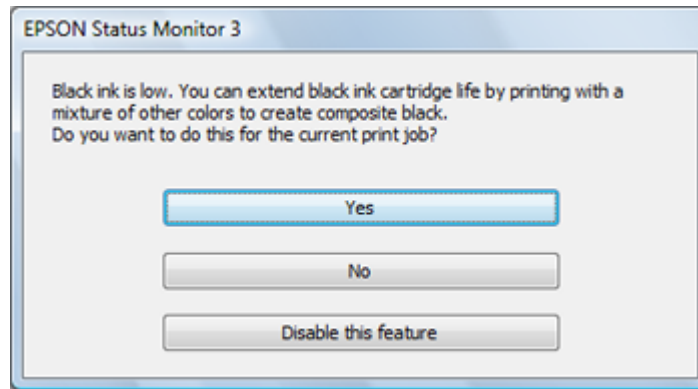 EPSON Status Monitor 3
Black ink is low. You can extend black ink cartridge life by printing with a
mixture of other colors to create composite black.
Do you want to do this for the current print job?
Yes
No
Disable this feature